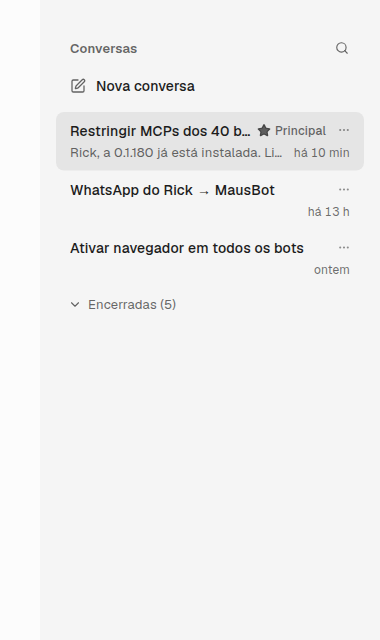 Conversas
Nova conversa
Restringir MCPs dos 40 b... Principal
Rick, a 0.1.180 já está instalada. Li... há 10 min
WhatsApp do Rick → MausBot
há 13 h
Ativar navegador em todos os bots
ontem
Encerradas (5)